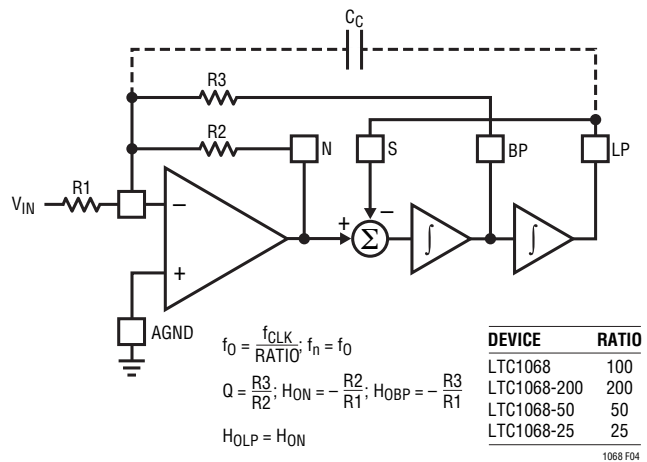 C_C
R3
R2
N
S
BP
LP
R1
V_IN
−
+
+
−
Σ
∫
∫
AGND
f_O = f_CLK/RATIO; f_n = f_O
Q = R3/R2; H_ON = −R2/R1; H_OBP = −R3/R1
H_OLP = H_ON
DEVICE RATIO
LTC1068 100
LTC1068-200 200
LTC1068-50 50
LTC1068-25 25
1068 F04